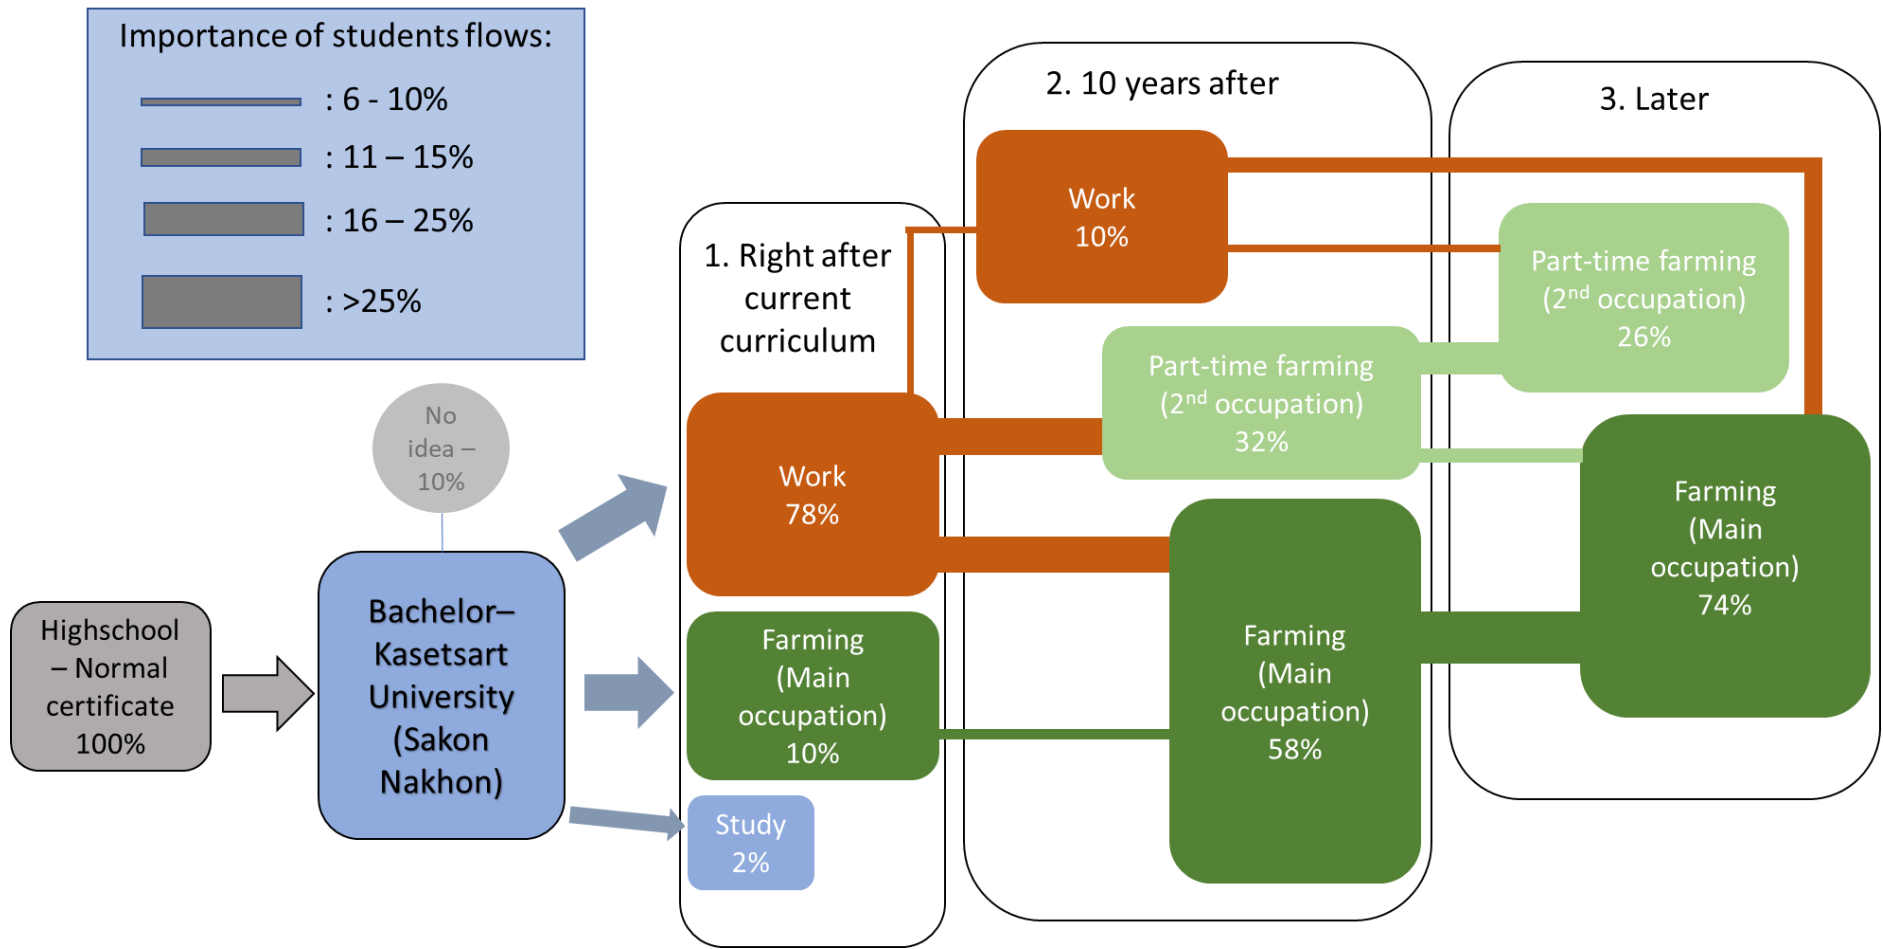 Importance of students flows:
: 6 - 10%
: 11 – 15%
: 16 – 25%
: >25%
No
idea –
10%
Highschool
– Normal
certificate
100%
Bachelor–
Kasetsart
University
(Sakon
Nakhon)
1. Right after
current
curriculum
Work
78%
Farming
(Main
occupation)
10%
Study
2%
2. 10 years after
Work
10%
Part-time farming
(2nd occupation)
32%
Farming
(Main
occupation)
58%
3. Later
Part-time farming
(2nd occupation)
26%
Farming
(Main
occupation)
74%